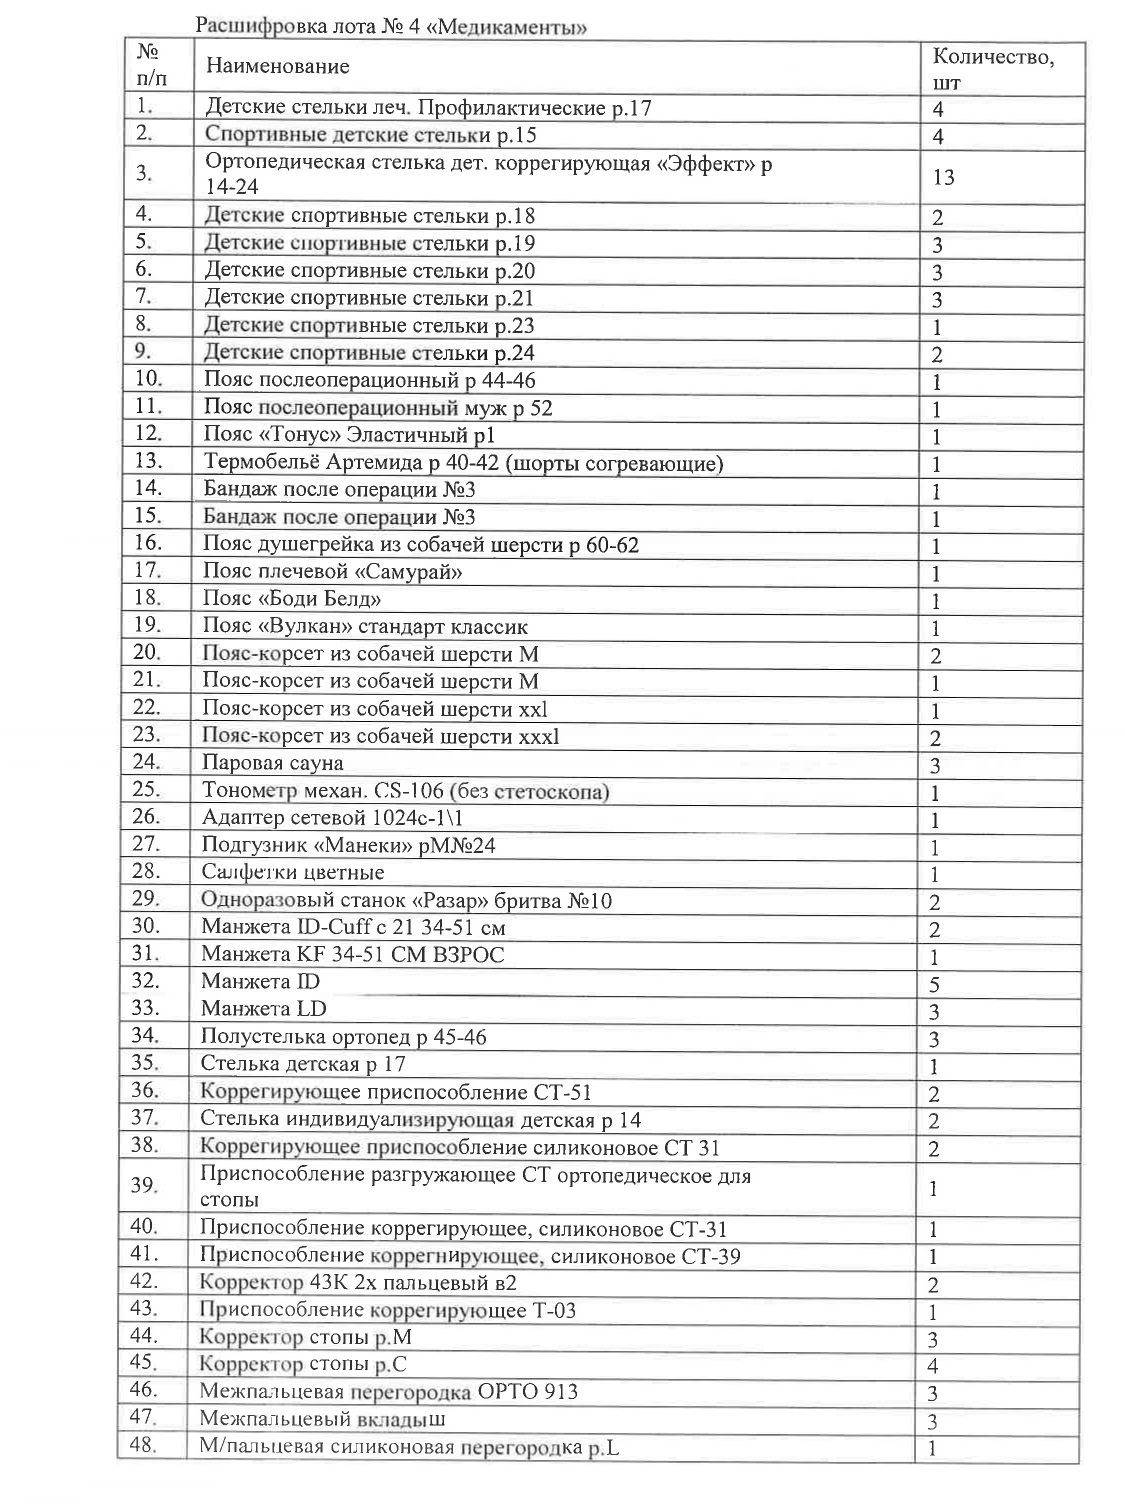 Расшифровка лота № 4 «Медикаменты»
№ п/п Наименование Количество, шт
1. Детские стельки леч. Профилактические р.17 4
2. Спортивные детские стельки р.15 4
3. Ортопедическая стелька дет. коррегирующая «Эффект» р 14-24 13
4. Детские спортивные стельки р.18 2
5. Детские спортивные стельки р.19 3
6. Детские спортивные стельки р.20 3
7. Детские спортивные стельки р.21 3
8. Детские спортивные стельки р.23 1
9. Детские спортивные стельки р.24 2
10. Пояс послеоперационный р 44-46 1
11. Пояс послеоперационный муж р 52 1
12. Пояс «Тонус» Эластичный р1 1
13. Термобельё Артемида р 40-42 (шорты согревающие) 1
14. Бандаж после операции №3 1
15. Бандаж после операции №3 1
16. Пояс душегрейка из собачей шерсти р 60-62 1
17. Пояс плечевой «Самурай» 1
18. Пояс «Боди Белд» 1
19. Пояс «Вулкан» стандарт классик 1
20. Пояс-корсет из собачей шерсти М 2
21. Пояс-корсет из собачей шерсти М 1
22. Пояс-корсет из собачей шерсти xxl 1
23. Пояс-корсет из собачей шерсти xxxl 2
24. Паровая сауна 3
25. Тонометр механ. CS-106 (без стетоскопа) 1
26. Адаптер сетевой 1024с-1\1 1
27. Подгузник «Манеки» рМ№24 1
28. Салфетки цветные 1
29. Одноразовый станок «Разар» бритва №10 2
30. Манжета ID-Cuff с 21 34-51 см 2
31. Манжета KF 34-51 СМ ВЗРОС 1
32. Манжета ID 5
33. Манжета LD 3
34. Полустелька ортопед р 45-46 3
35. Стелька детская р 17 1
36. Коррегирующее приспособление СТ-51 2
37. Стелька индивидуализирующая детская р 14 2
38. Коррегирующее приспособление силиконовое СТ 31 2
39. Приспособление разгружающее СТ ортопедическое для стопы 1
40. Приспособление коррегирующее, силиконовое СТ-31 1
41. Приспособление коррегнирующее, силиконовое СТ-39 1
42. Корректор 43К 2х пальцевый в2 2
43. Приспособление коррегирующее Т-03 1
44. Корректор стопы р.М 3
45. Корректор стопы р.С 4
46. Межпальцевая перегородка ОРТО 913 3
47. Межпальцевый вкладыш 3
48. М/пальцевая силиконовая перегородка р.L 1